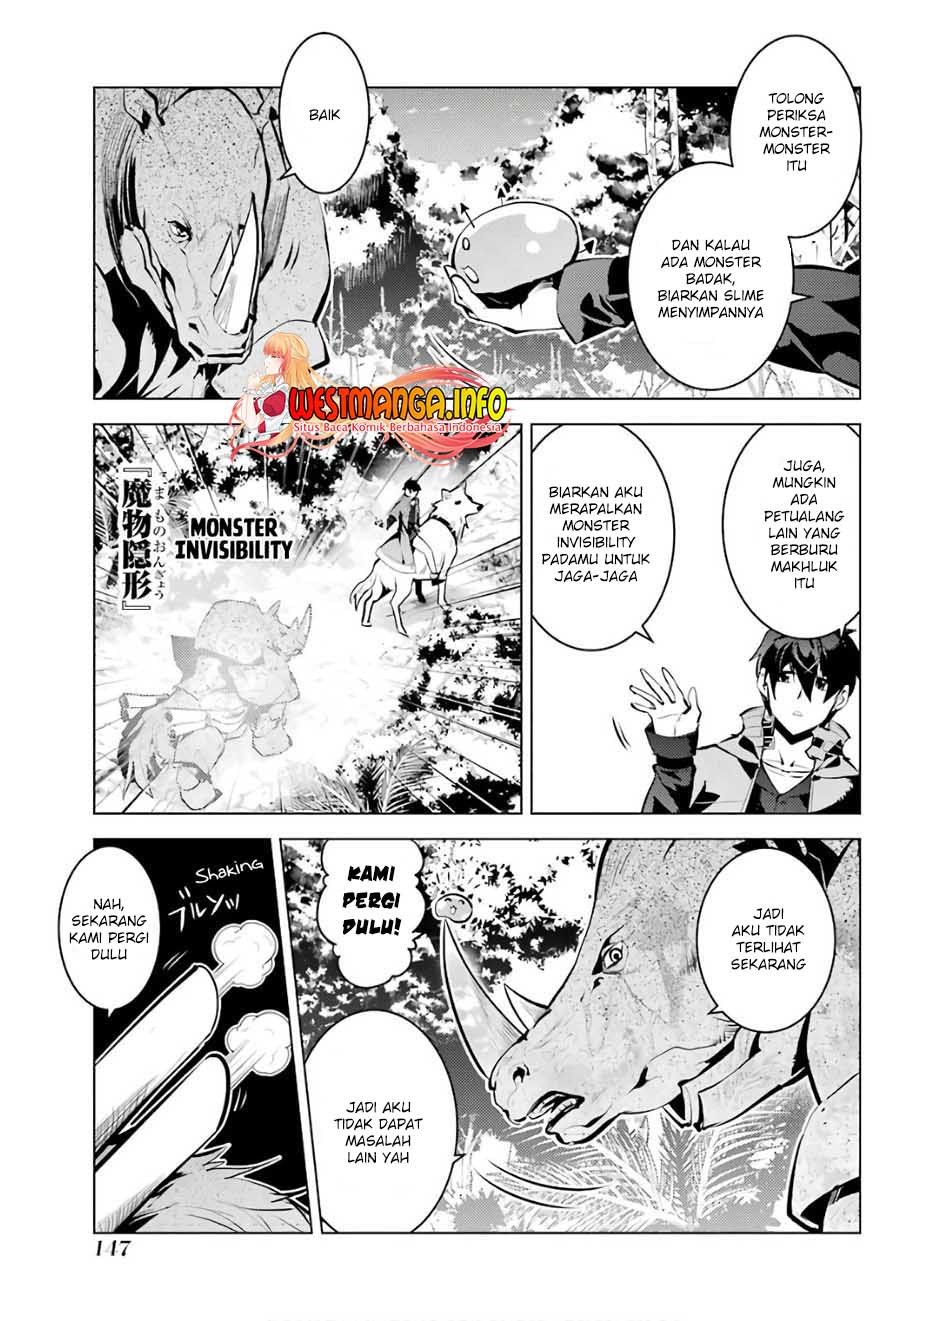 TOLONG
PERIKSA
MONSTER-
MONSTER
ITU
DAN KALAU
ADA MONSTER
BADAK,
BIARKAN SLIME
MENYIMPANNYA
BAIK
WESTMANGA.INFO
Situs Baca Komik Berbahasa Indonesia
JUGA,
MUNGKIN
ADA
PETUALANG
LAIN YANG
BERBURU
MAKHLUK
ITU
BIARKAN AKU
MERAPALKAN
MONSTER
INVISIBILITY
PADAMU UNTUK
JAGA-JAGA
MONSTER
INVISIBILITY
『魔物隠形』
まものおんぎょう
JADI
AKU TIDAK
TERLIHAT
SEKARANG
KAMI
PERGI
DULU!
JADI AKU
TIDAK DAPAT
MASALAH
LAIN YAH
Shaking
ブルッ
NAH,
SEKARANG
KAMI PERGI
DULU
147